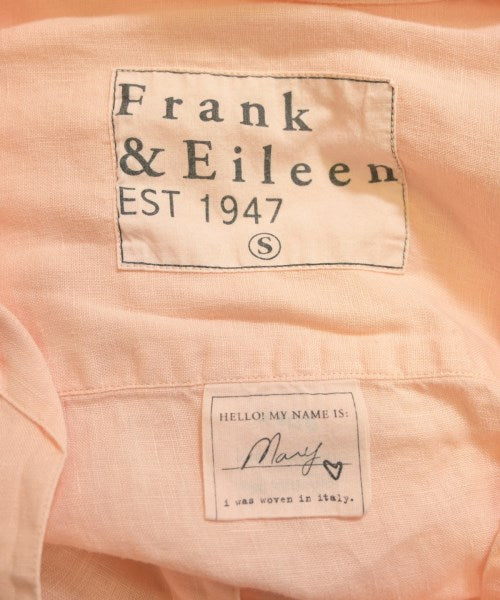 Frank
& Eileen
EST 1947
S
HELLO! MY NAME IS:
Mary
i was woven in italy.